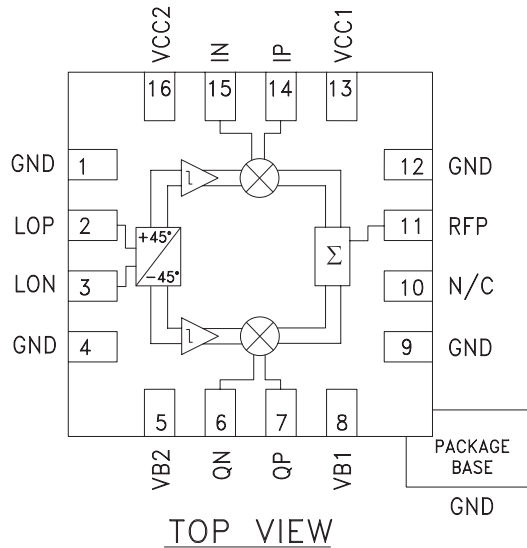 VCC2
IN
IP
VCC1
16
15
14
13
GND
1
12
GND
LOP
2
+45°
-45°
Σ
11
RFP
LON
3
10
N/C
GND
4
9
GND
1
1
5
6
7
8
VB2
QN
QP
VB1
PACKAGE
BASE
GND
TOP VIEW